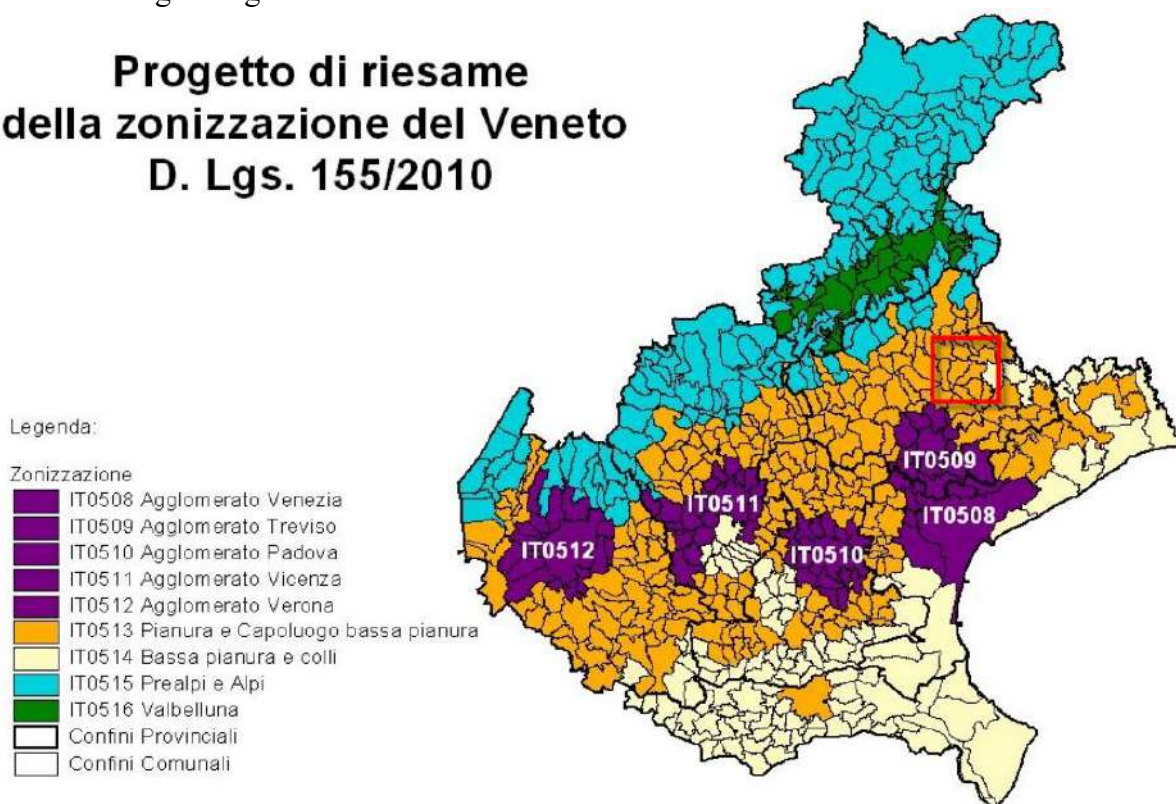 Progetto di riesame
della zonizzazione del Veneto
D. Lgs. 155/2010
Legenda:
Zonizzazione
IT0508 Agglomerato Venezia
IT0509 Agglomerato Treviso
IT0510 Agglomerato Padova
IT0511 Agglomerato Vicenza
IT0512 Agglomerato Verona
IT0513 Pianura e Capoluogo bassa pianura
IT0514 Bassa pianura e colli
IT0515 Prealpi e Alpi
IT0516 Valbelluna
Confini Provinciali
Confini Comunali
IT0509
IT0511
IT0508
IT0512
IT0510